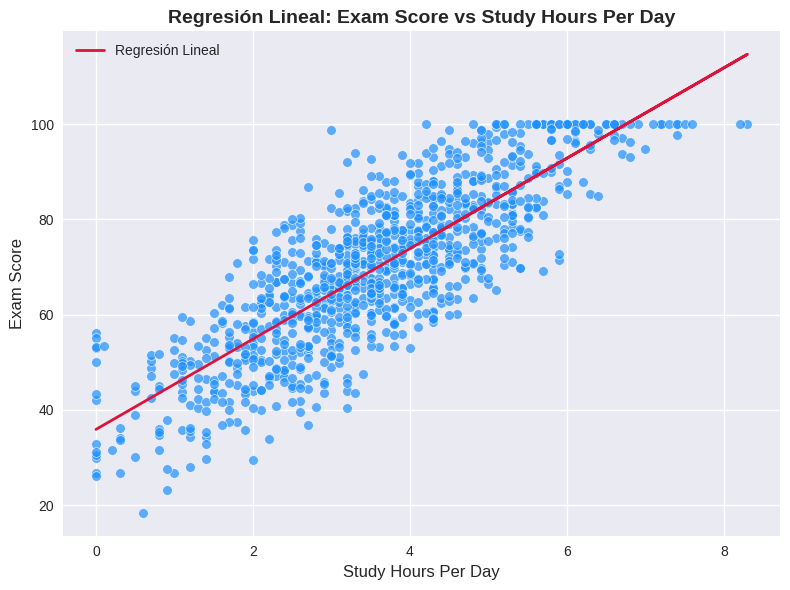 Regresión Lineal: Exam Score vs Study Hours Per Day
Regresión Lineal
100
80
60
40
20
Exam Score
0 2 4 6 8
Study Hours Per Day